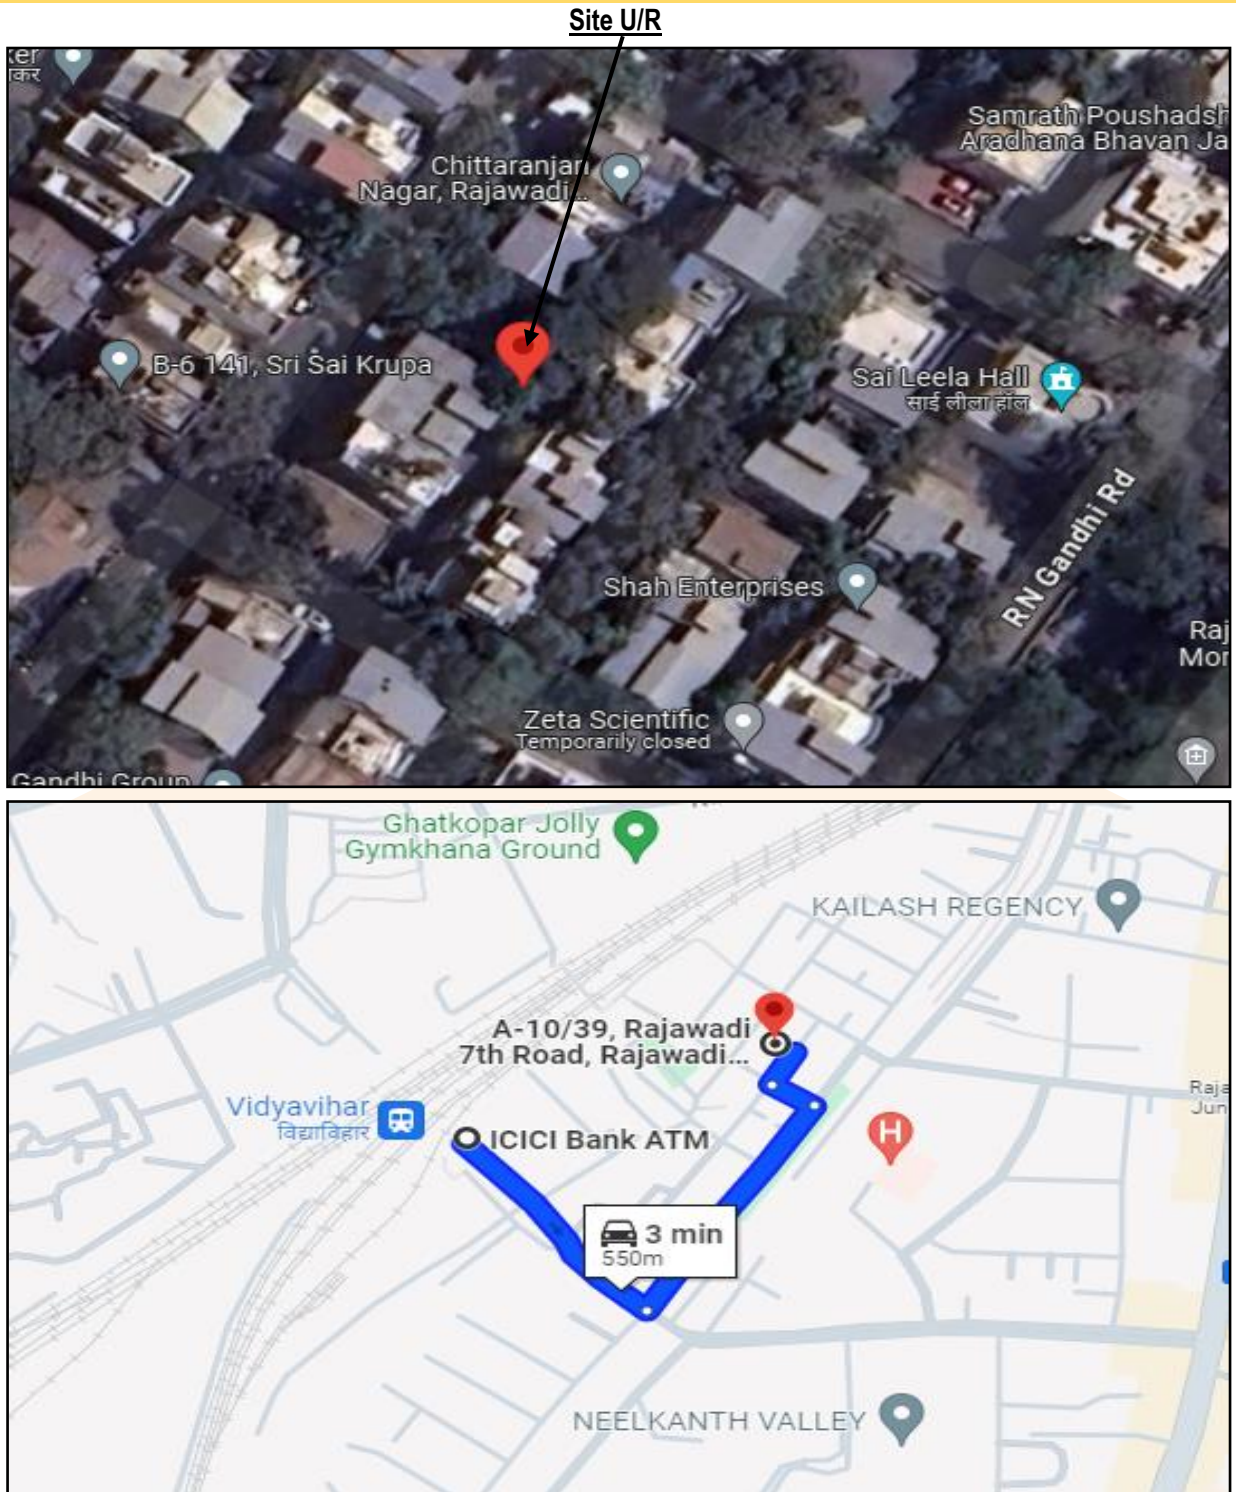 Site U/R
कर
Samrath Poushadsh
Aradhana Bhavan Ja
Chittaranjan
Nagar, Rajawadi...
B-6 141, Sri Sai Krupa
Sai Leela Hall
साई लीला हॉल
RN Gandhi Rd
Shah Enterprises
Raj
Mor
Zeta Scientific
Temporarily closed
Gandhi Group
Ghatkopar Jolly
Gymkhana Ground
KAILASH REGENCY
A-10/39, Rajawadi
7th Road, Rajawadi...
Raja
Jun
Vidyavihar
विद्याविहार
ICICI Bank ATM
H
3 min
550m
NEELKANTH VALLEY